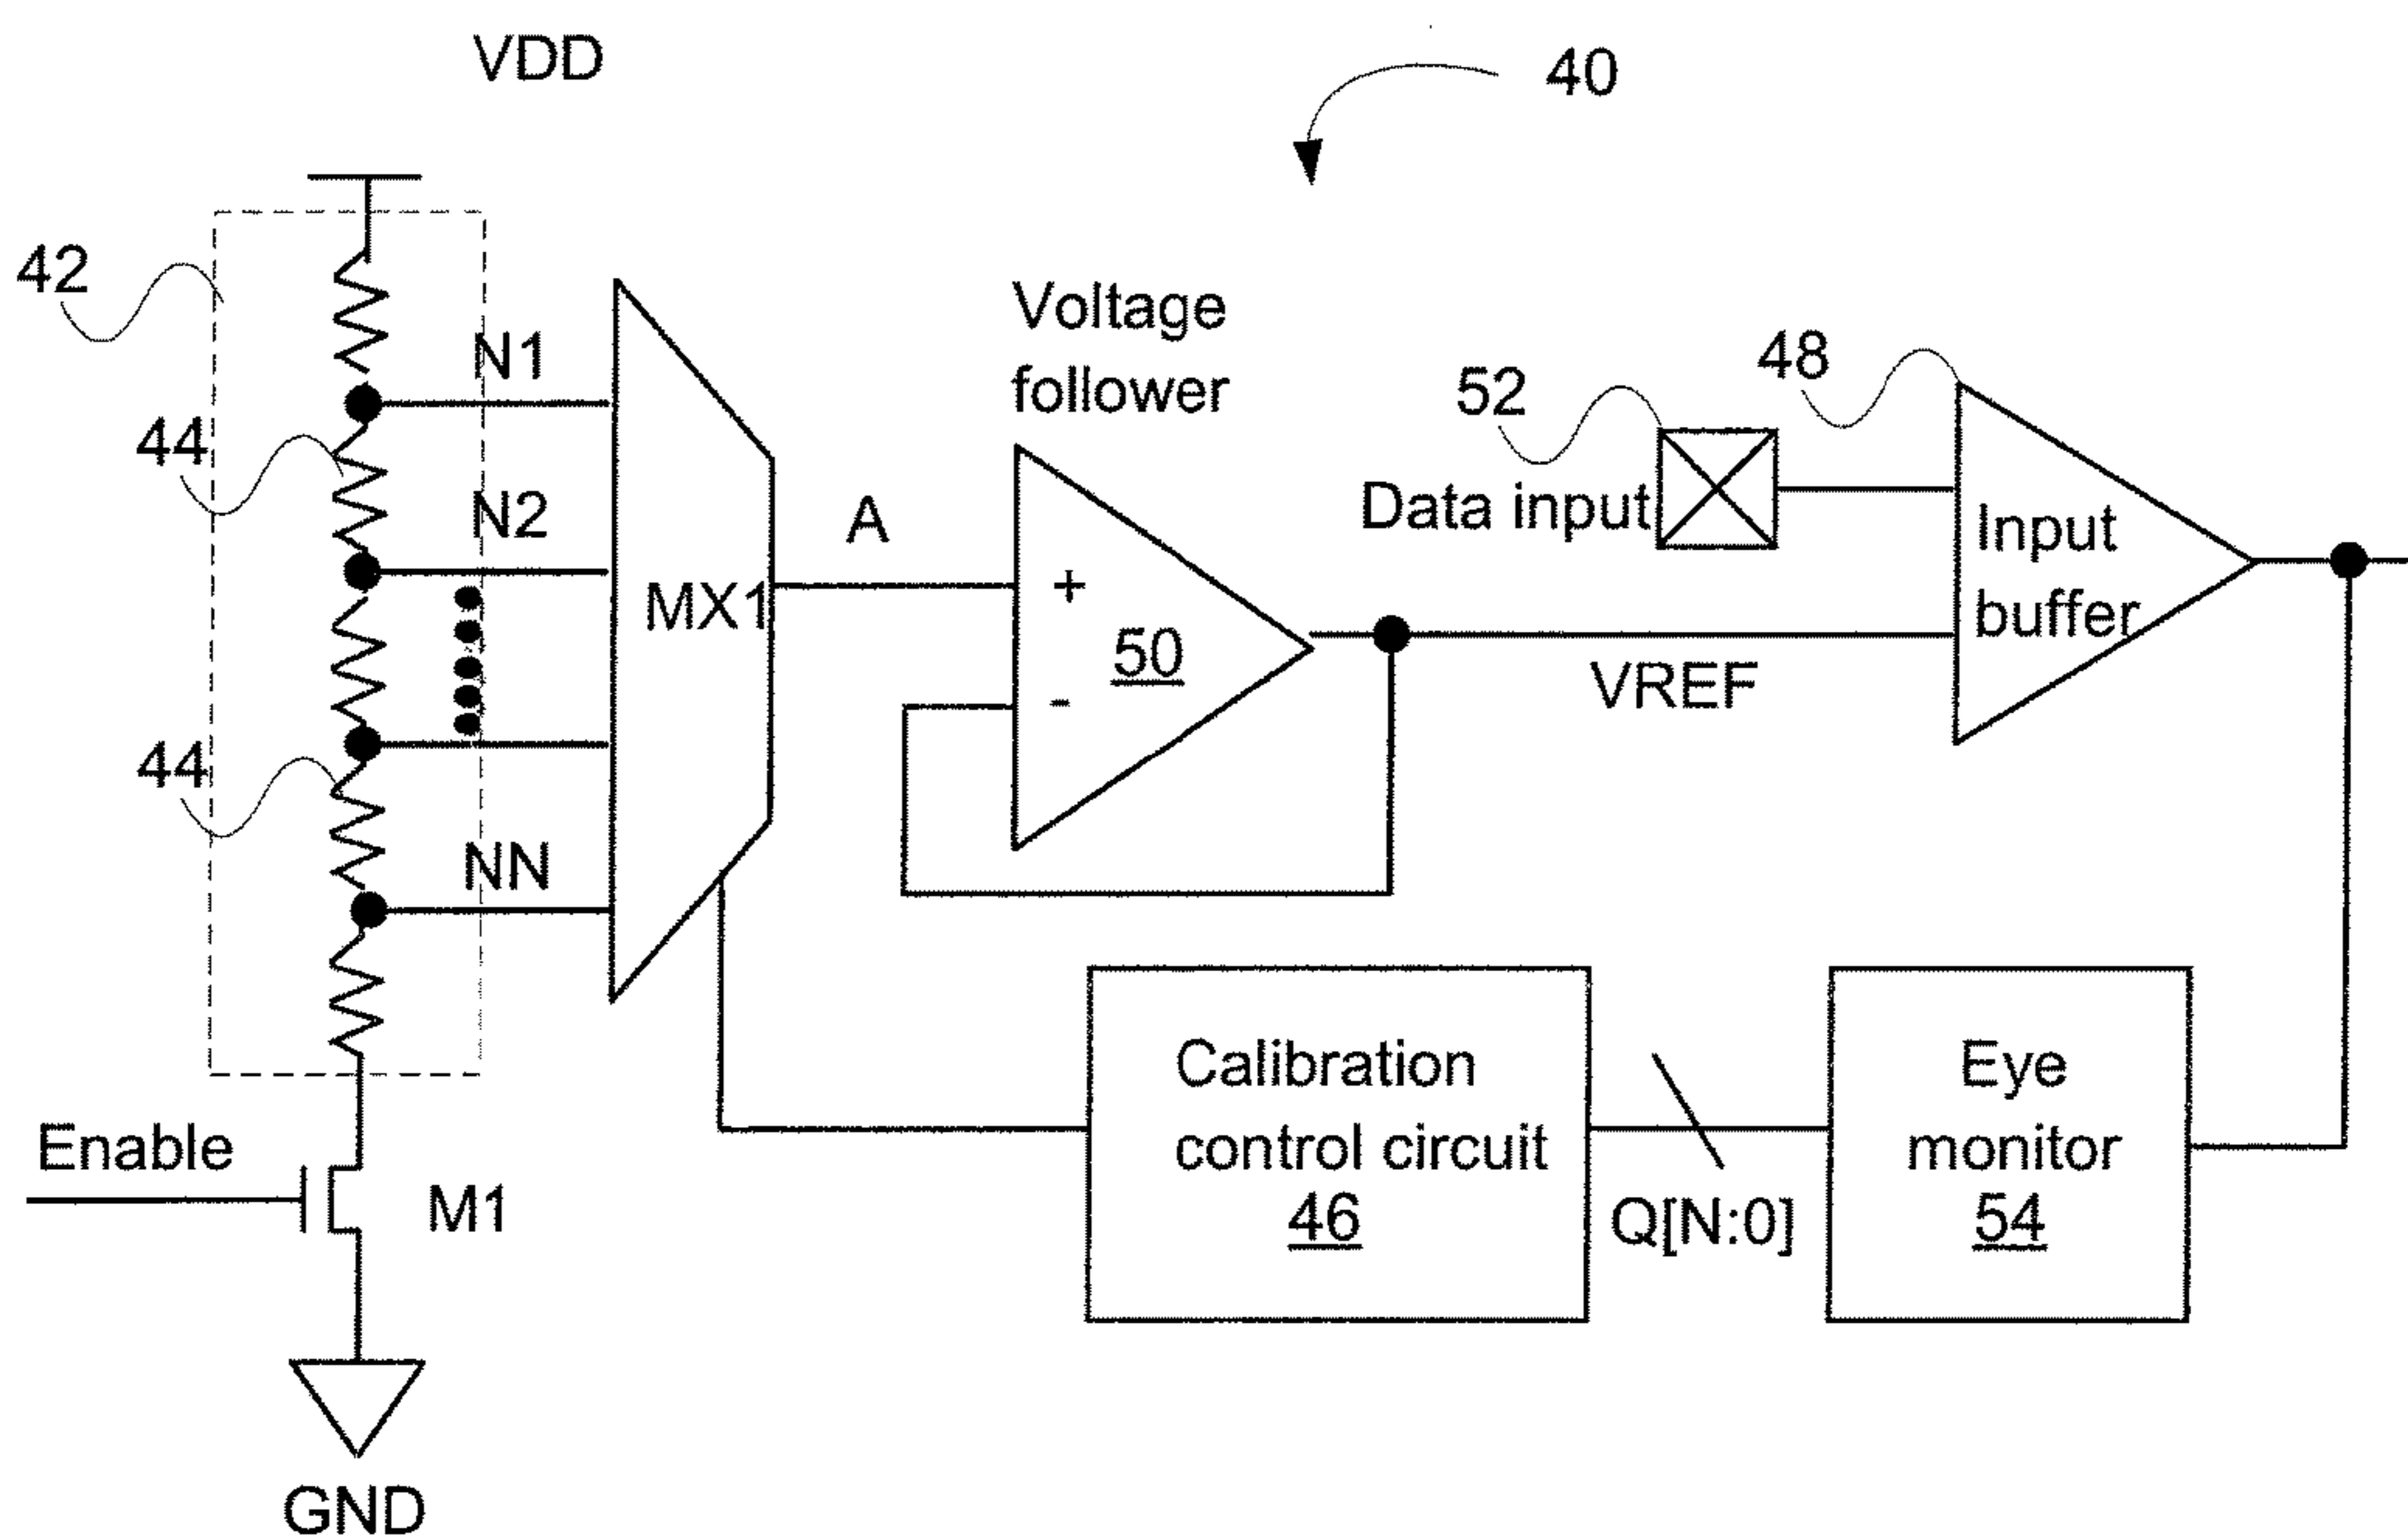 VDD
40
42
N1
Voltage
follower
44
52
48
N2
A
Data input
Input
buffer
MX1
+
50
-
VREF
44
NN
Calibration
control circuit
46
Eye
monitor
54
Enable
M1
Q[N:0]
GND